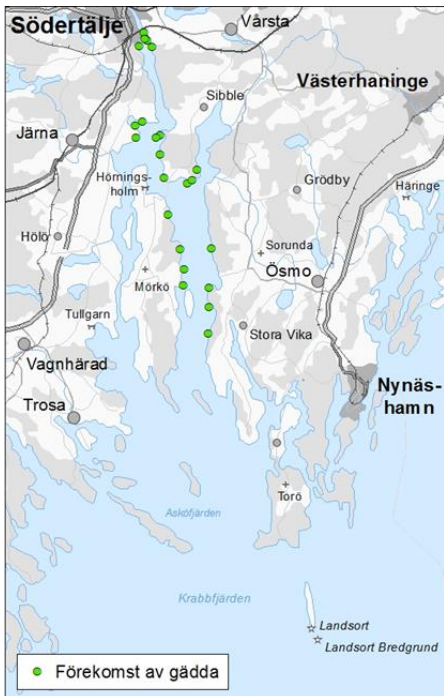 Södertälje
Vårsta
Västerhaninge
Sibble
Järna
Hörnings-
holm
Grödby
Häringe
Hölö
Sorunda
Mörkö
Ösmo
Tullgarn
Stora Vika
Vagnhärad
Nynäs-
hamn
Trosa
Torö
Asköfjärden
Krabbfjärden
Landsort
Landsort Bredgrund
Förekomst av gädda